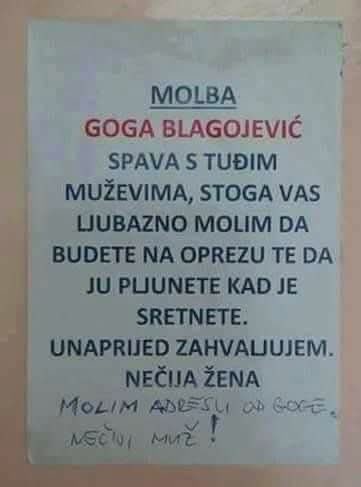 MOLBA
GOGA BLAGOJEVIĆ
SPAVA S TUĐIM
MUŽEVIMA, STOGA VAS
LJUBAZNO MOLIM DA
BUDETE NA OPREZU TE DA
JU PLJUNETE KAD JE
SRETNETE.
UNAPRIJED ZAHVALJUJEM.
NEČIJA ŽENA
MOLIM ADRESU OD GOGE.
NEČIJI MUŽ!